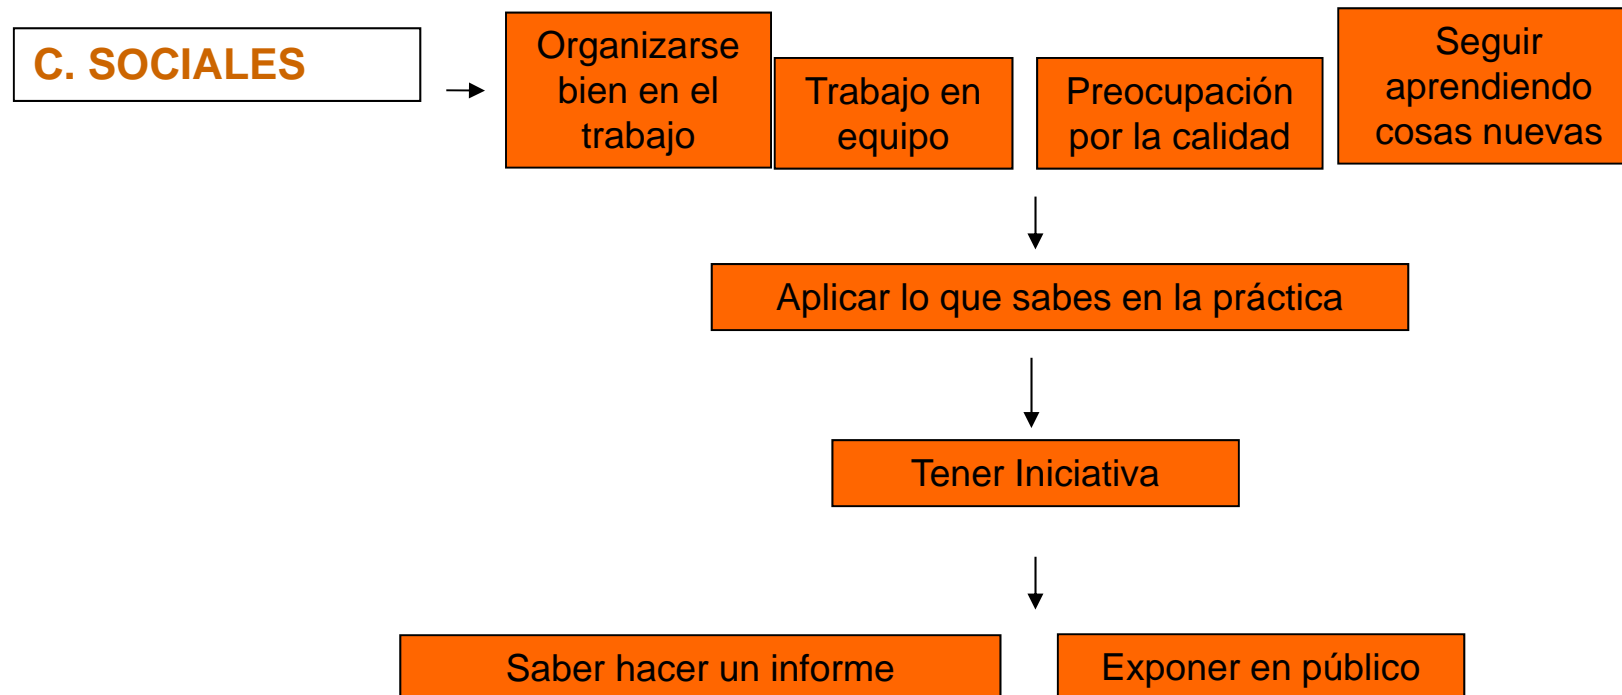 C. SOCIALES
Organizarse
bien en el
trabajo
Trabajo en
equipo
Preocupación
por la calidad
Seguir
aprendiendo
cosas nuevas
Aplicar lo que sabes en la práctica
Tener Iniciativa
Saber hacer un informe
Exponer en público